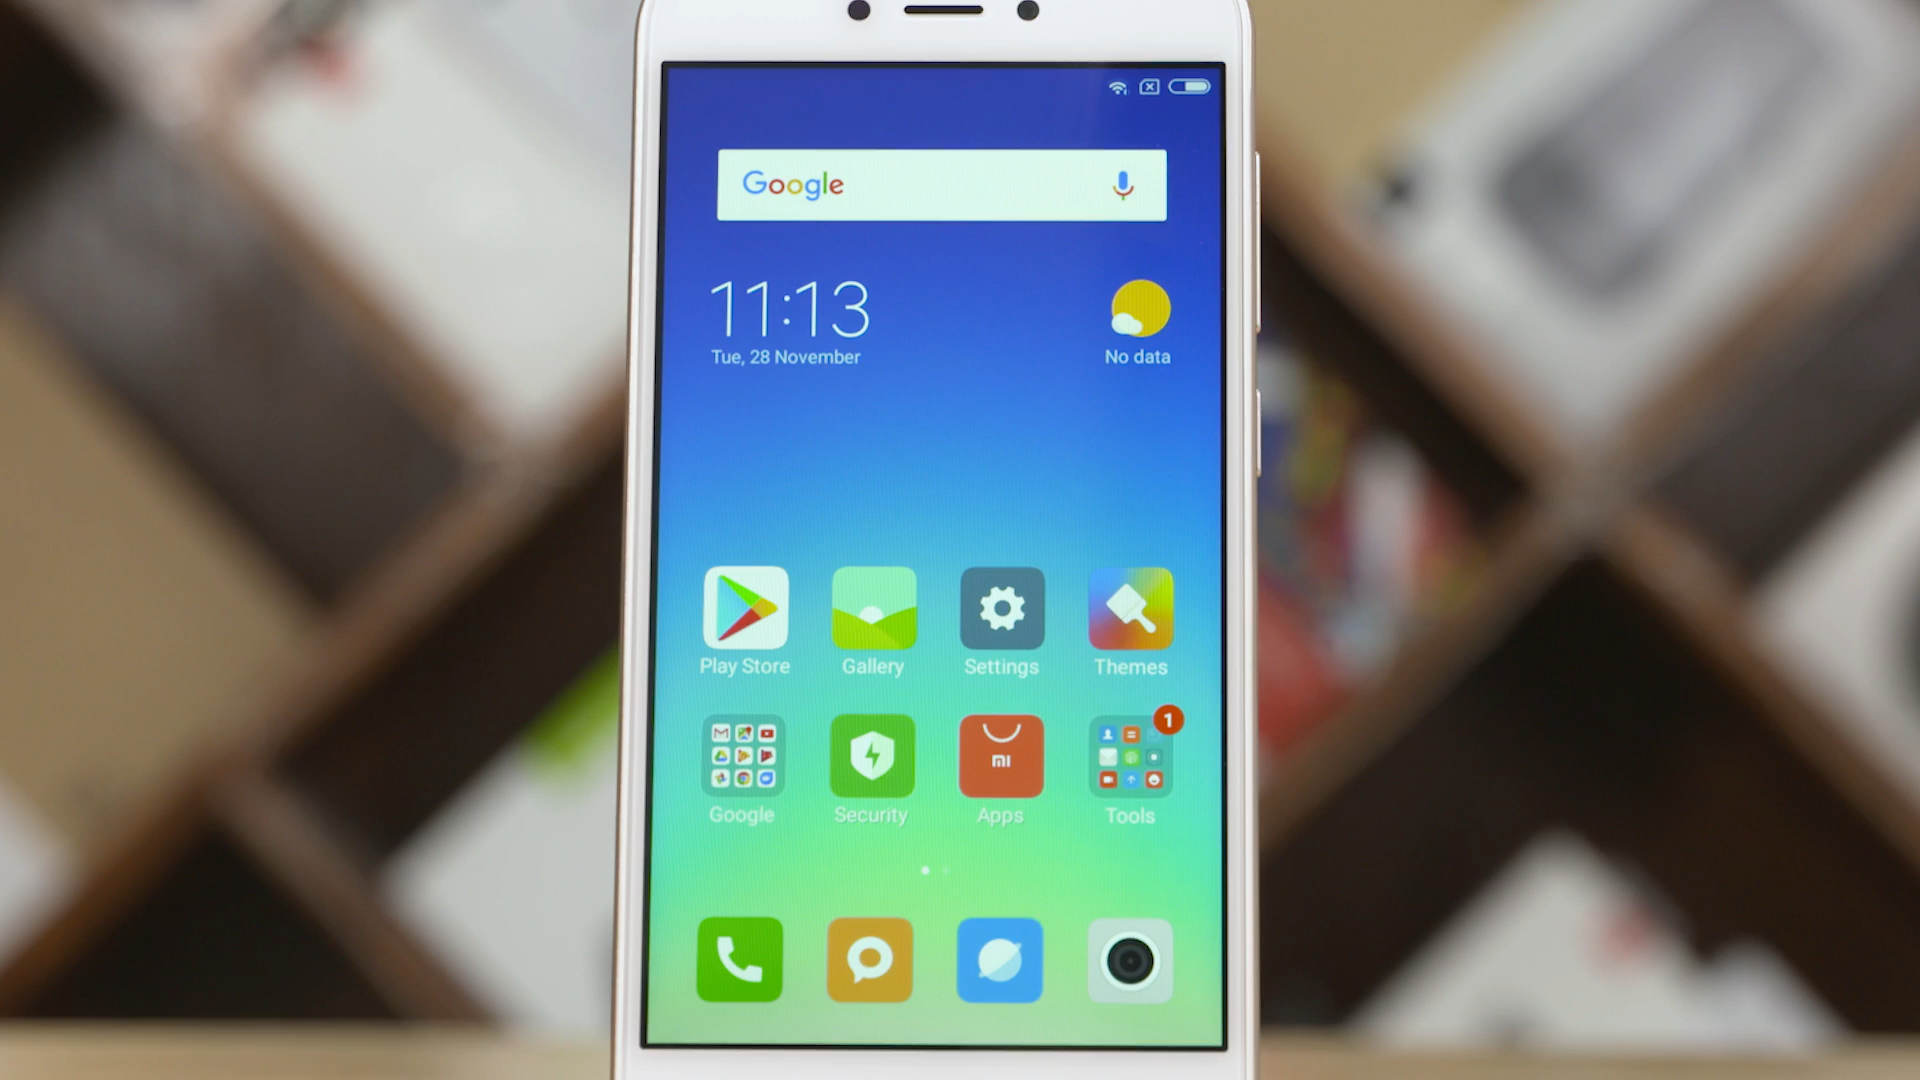 Google
11:13
Tue, 28 November
No data
Play Store
Gallery
Settings
Themes
1
mi
Google
Security
Apps
Tools